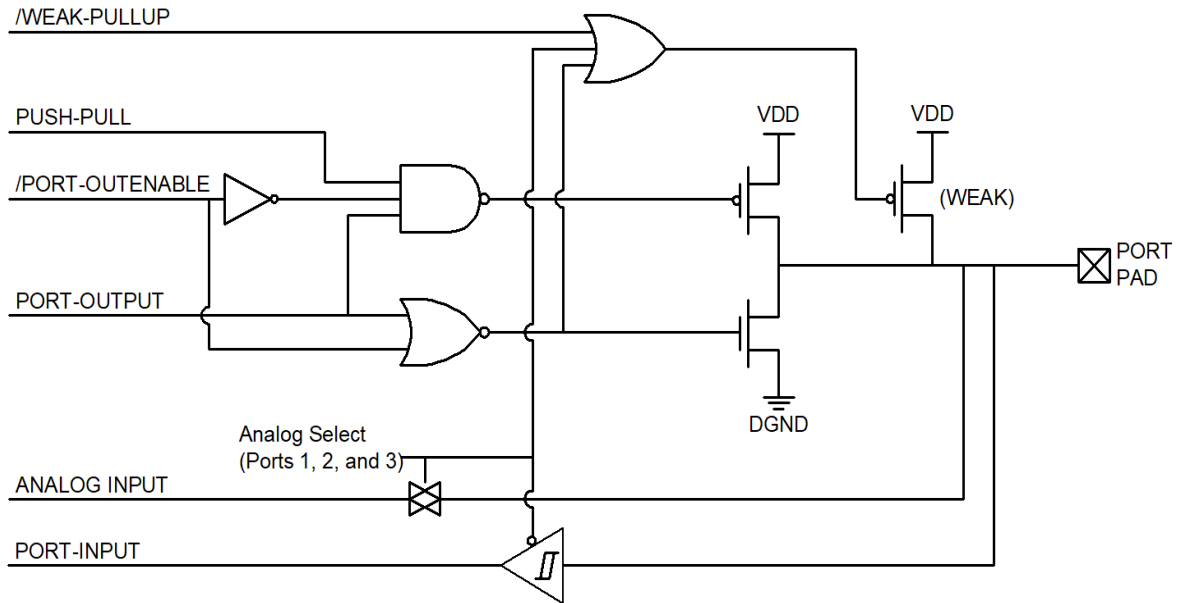 /WEAK-PULLUP
PUSH-PULL
VDD
VDD
/PORT-OUTENABLE
(WEAK)
PORT
PAD
PORT-OUTPUT
DGND
Analog Select
(Ports 1, 2, and 3)
ANALOG INPUT
PORT-INPUT